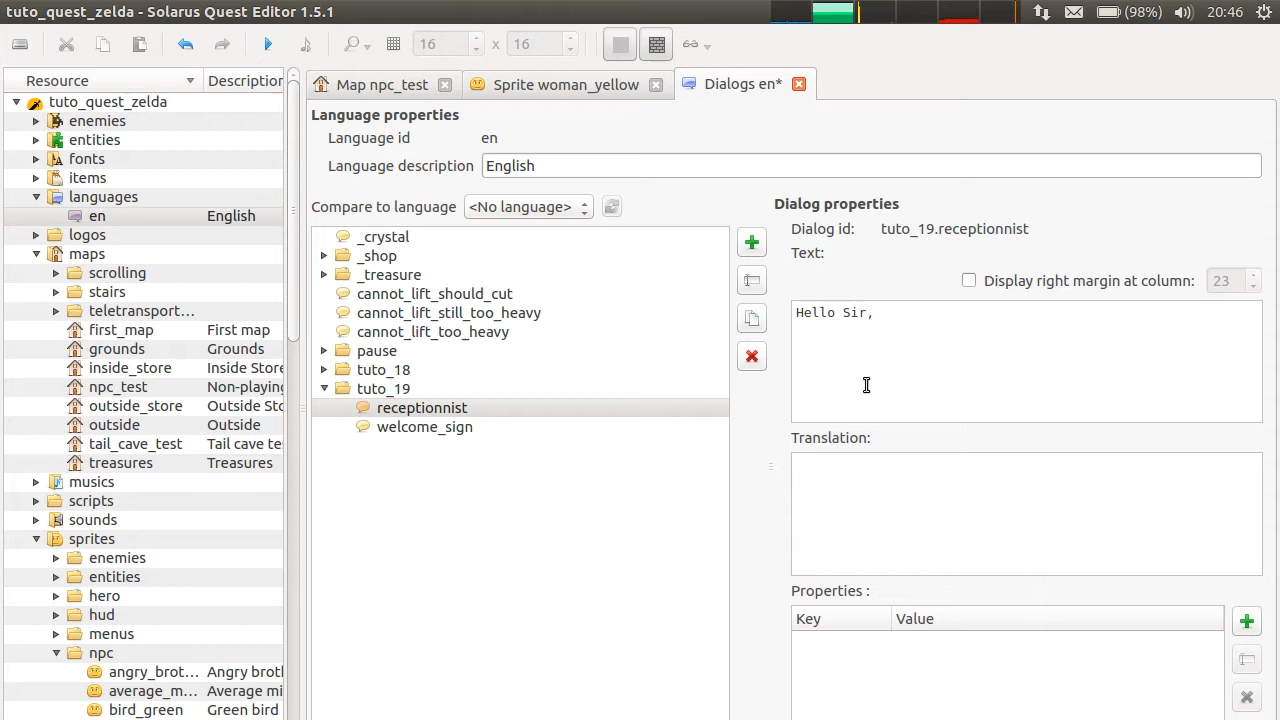 tuto_quest_zelda - Solarus Quest Editor 1.5.1
(98%)
20:46
16 x 16
Resource
Description
tuto_quest_zelda
enemies
entities
fonts
items
languages
en English
logos
maps
scrolling
stairs
teletransport...
first_map First map
grounds Grounds
inside_store Inside Store
npc_test Non-playing
outside_store Outside Sto
outside Outside
tail_cave_test Tail cave tes
treasures Treasures
musics
scripts
sounds
sprites
enemies
entities
hero
hud
menus
npc
angry_brot... Angry brotl
average_m... Average mi
bird_green Green bird
Map npc_test
Sprite woman_yellow
Dialogs en*
Language properties
Language id en
Language description English
Compare to language <No language>
_crystal
_shop
_treasure
cannot_lift_should_cut
cannot_lift_still_too_heavy
cannot_lift_too_heavy
pause
tuto_18
tuto_19
receptionnist
welcome_sign
Dialog properties
Dialog id: tuto_19.receptionnist
Text:
Display right margin at column: 23
Hello Sir,
Translation:
Properties :
Key Value